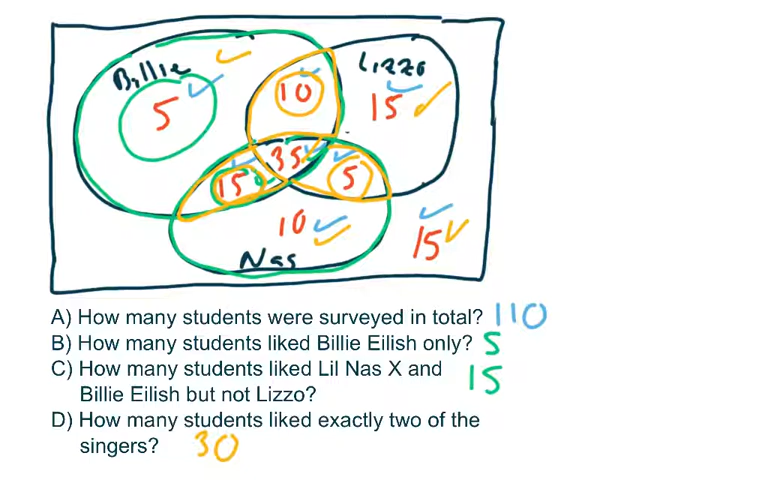 Billie
Lizzo
5
10
15
35
15
5
10
15
Nas
A) How many students were surveyed in total? 110
B) How many students liked Billie Eilish only? 5
C) How many students liked Lil Nas X and 15
Billie Eilish but not Lizzo?
D) How many students liked exactly two of the
singers? 30